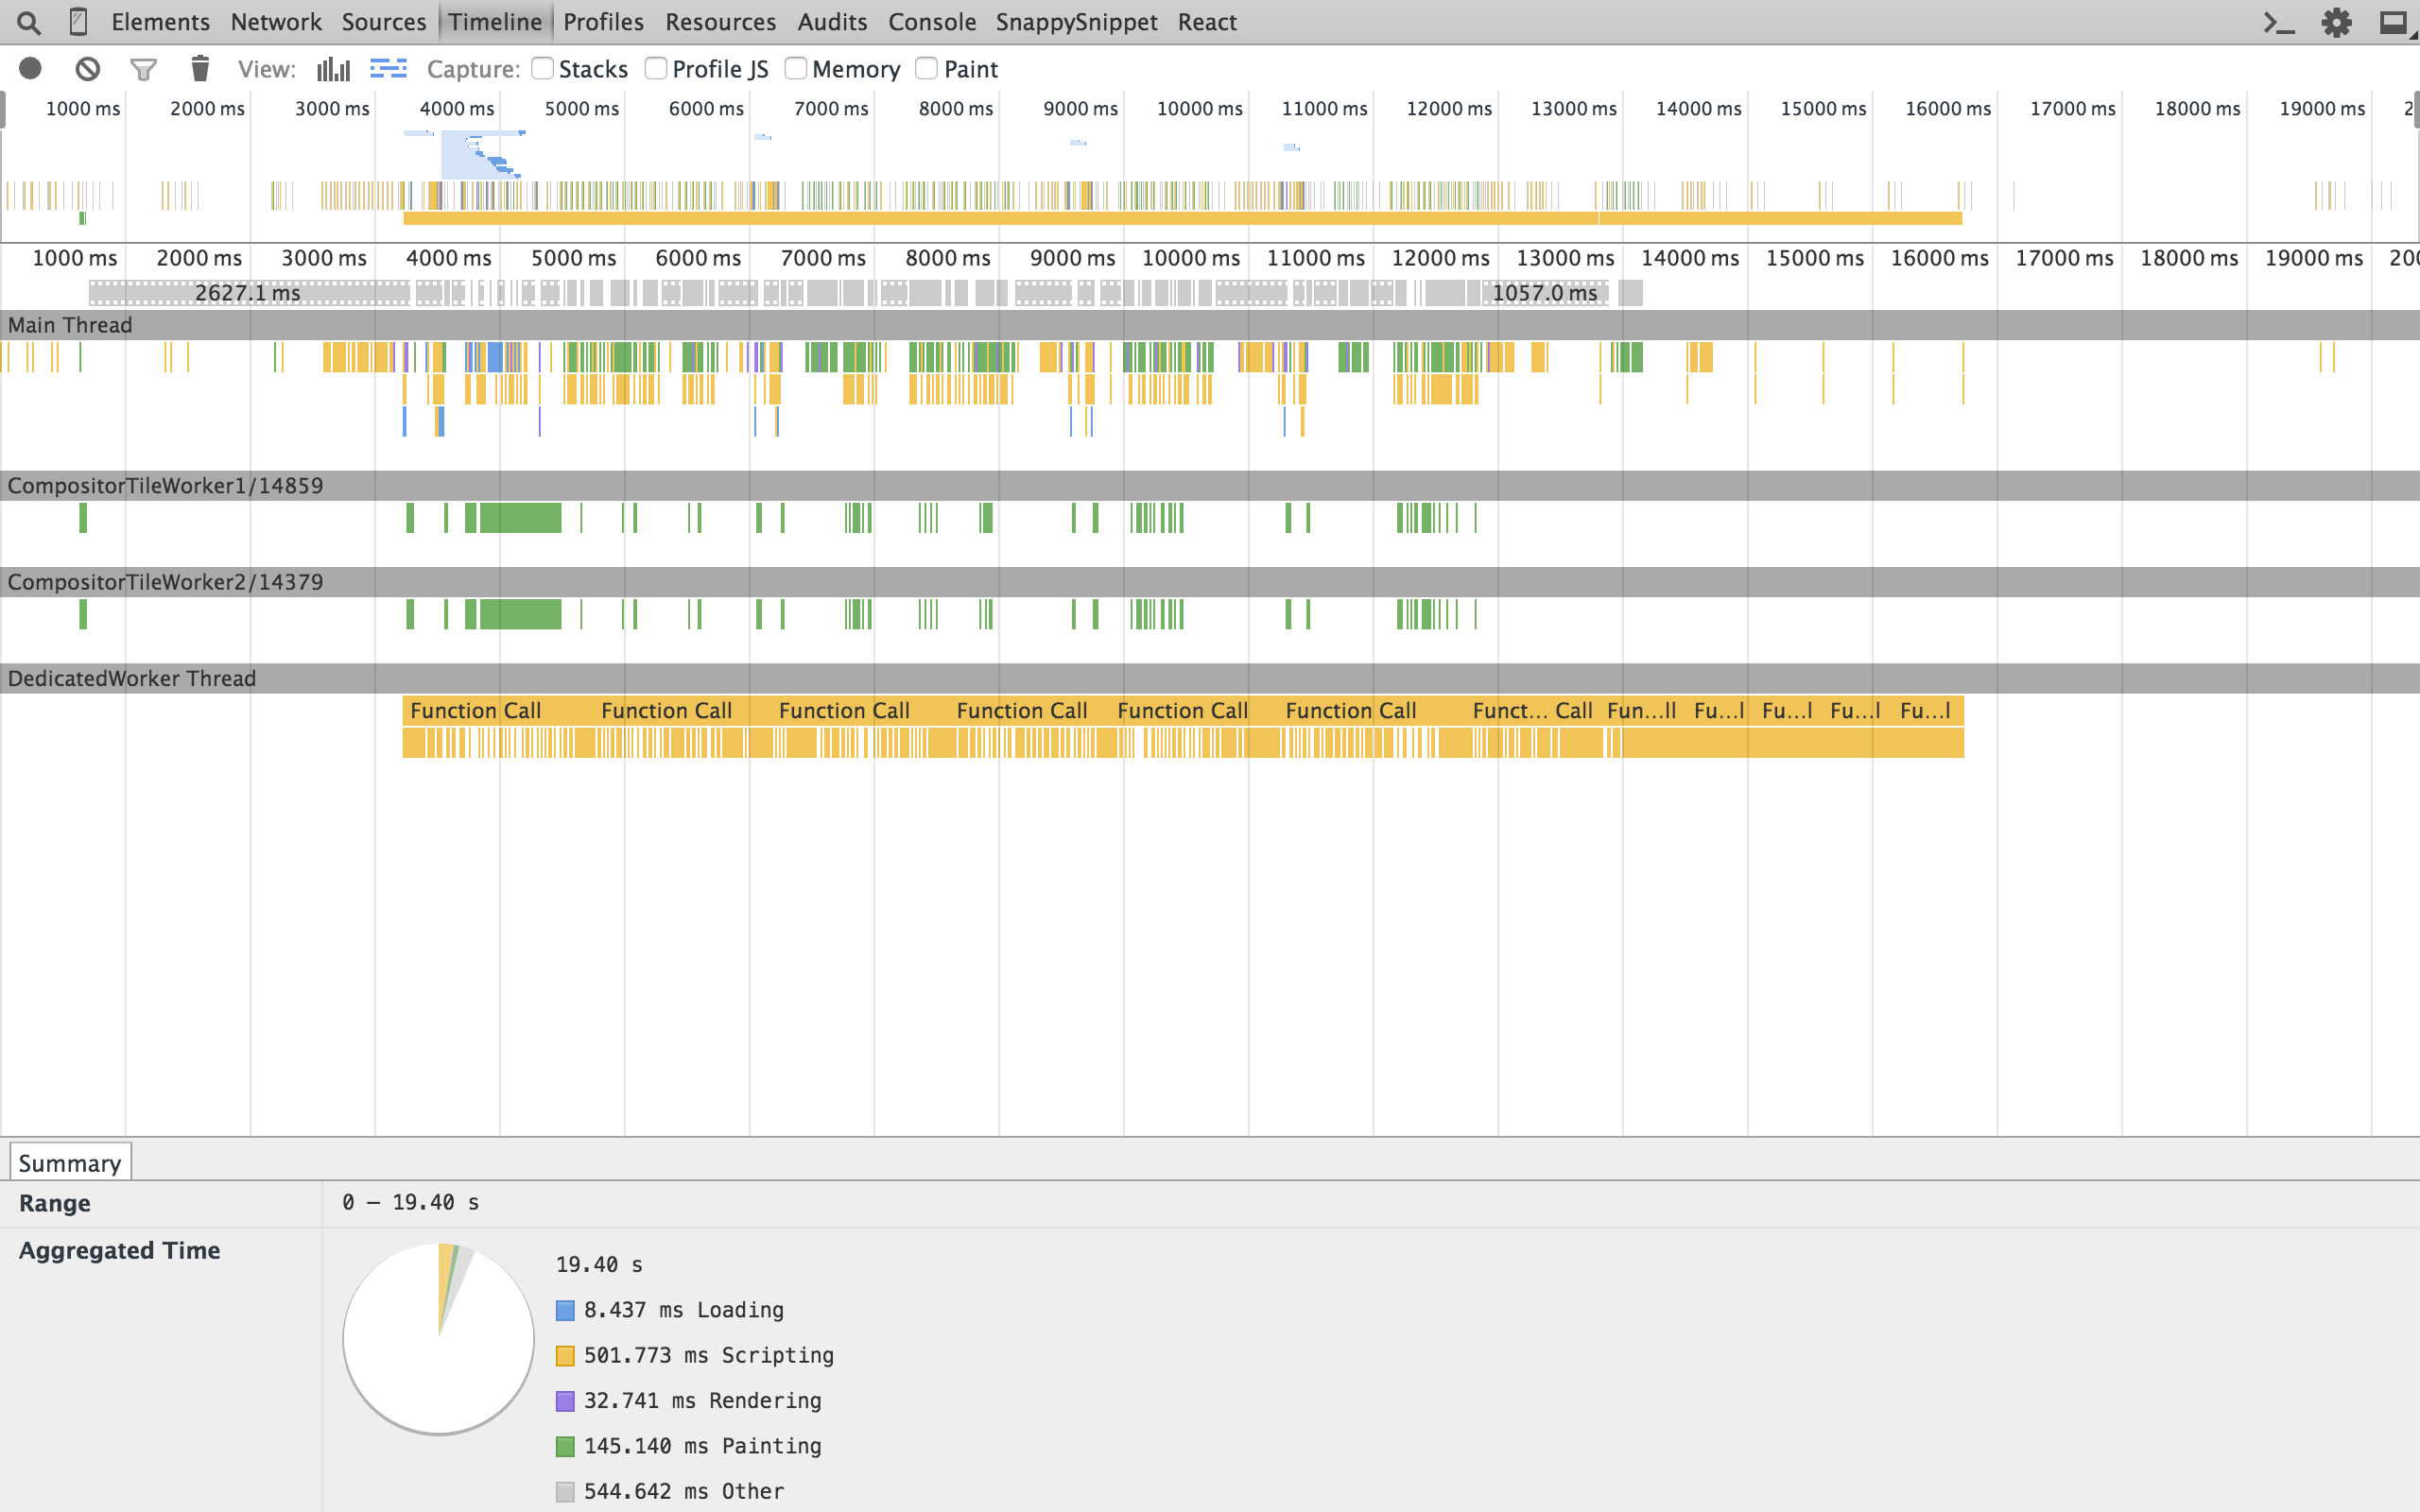 Elements Network Sources Timeline Profiles Resources Audits Console SnappySnippet React
View: Capture: Stacks Profile JS Memory Paint
1000 ms 2000 ms 3000 ms 4000 ms 5000 ms 6000 ms 7000 ms 8000 ms 9000 ms 10000 ms 11000 ms 12000 ms 13000 ms 14000 ms 15000 ms 16000 ms 17000 ms 18000 ms 19000 ms 2
1000 ms 2000 ms 3000 ms 4000 ms 5000 ms 6000 ms 7000 ms 8000 ms 9000 ms 10000 ms 11000 ms 12000 ms 13000 ms 14000 ms 15000 ms 16000 ms 17000 ms 18000 ms 19000 ms 200
2627.1 ms 1057.0 ms
Main Thread
CompositorTileWorker1/14859
CompositorTileWorker2/14379
DedicatedWorker Thread
Function Call Function Call Function Call Function Call Function Call Function Call Funct… Call Fun…ll Fu…l Fu…l Fu…l Fu…l
Summary
Range 0 – 19.40 s
Aggregated Time
19.40 s
8.437 ms Loading
501.773 ms Scripting
32.741 ms Rendering
145.140 ms Painting
544.642 ms Other